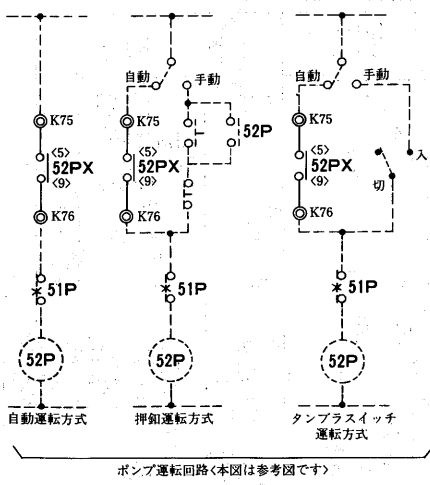 自動 手動
自動 手動
K75
<5>
52PX
<9>
K76
51P
52P
自動運転方式
K75
<5>
52PX
<9>
K76
T
T
52P
51P
52P
押釦運転方式
K75
<5>
52PX
<9>
K76
切
入
51P
52P
タンブラスイッチ
運転方式
ポンプ運転回路<本図は参考図です>